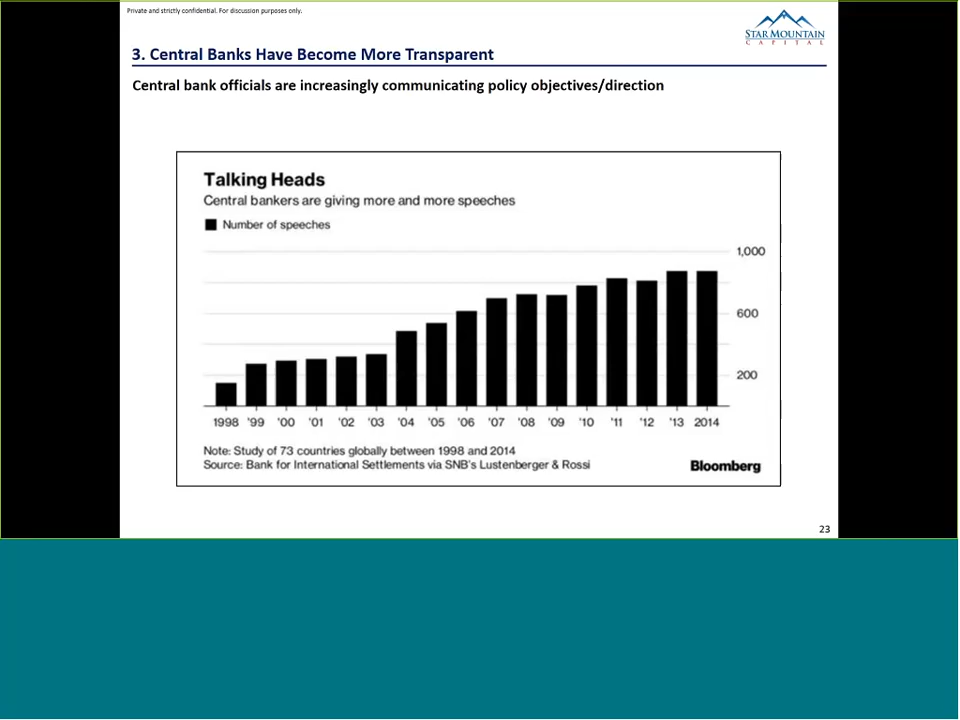 Private and strictly confidential. For discussion purposes only.
STAR MOUNTAIN
CAPITAL
3. Central Banks Have Become More Transparent
Central bank officials are increasingly communicating policy objectives/direction
Talking Heads
Central bankers are giving more and more speeches
Number of speeches
1,000
600
200
1998 '99 '00 '01 '02 '03 '04 '05 '06 '07 '08 '09 '10 '11 '12 '13 2014
Note: Study of 73 countries globally between 1998 and 2014
Source: Bank for International Settlements via SNB's Lustenberger & Rossi
Bloomberg
23